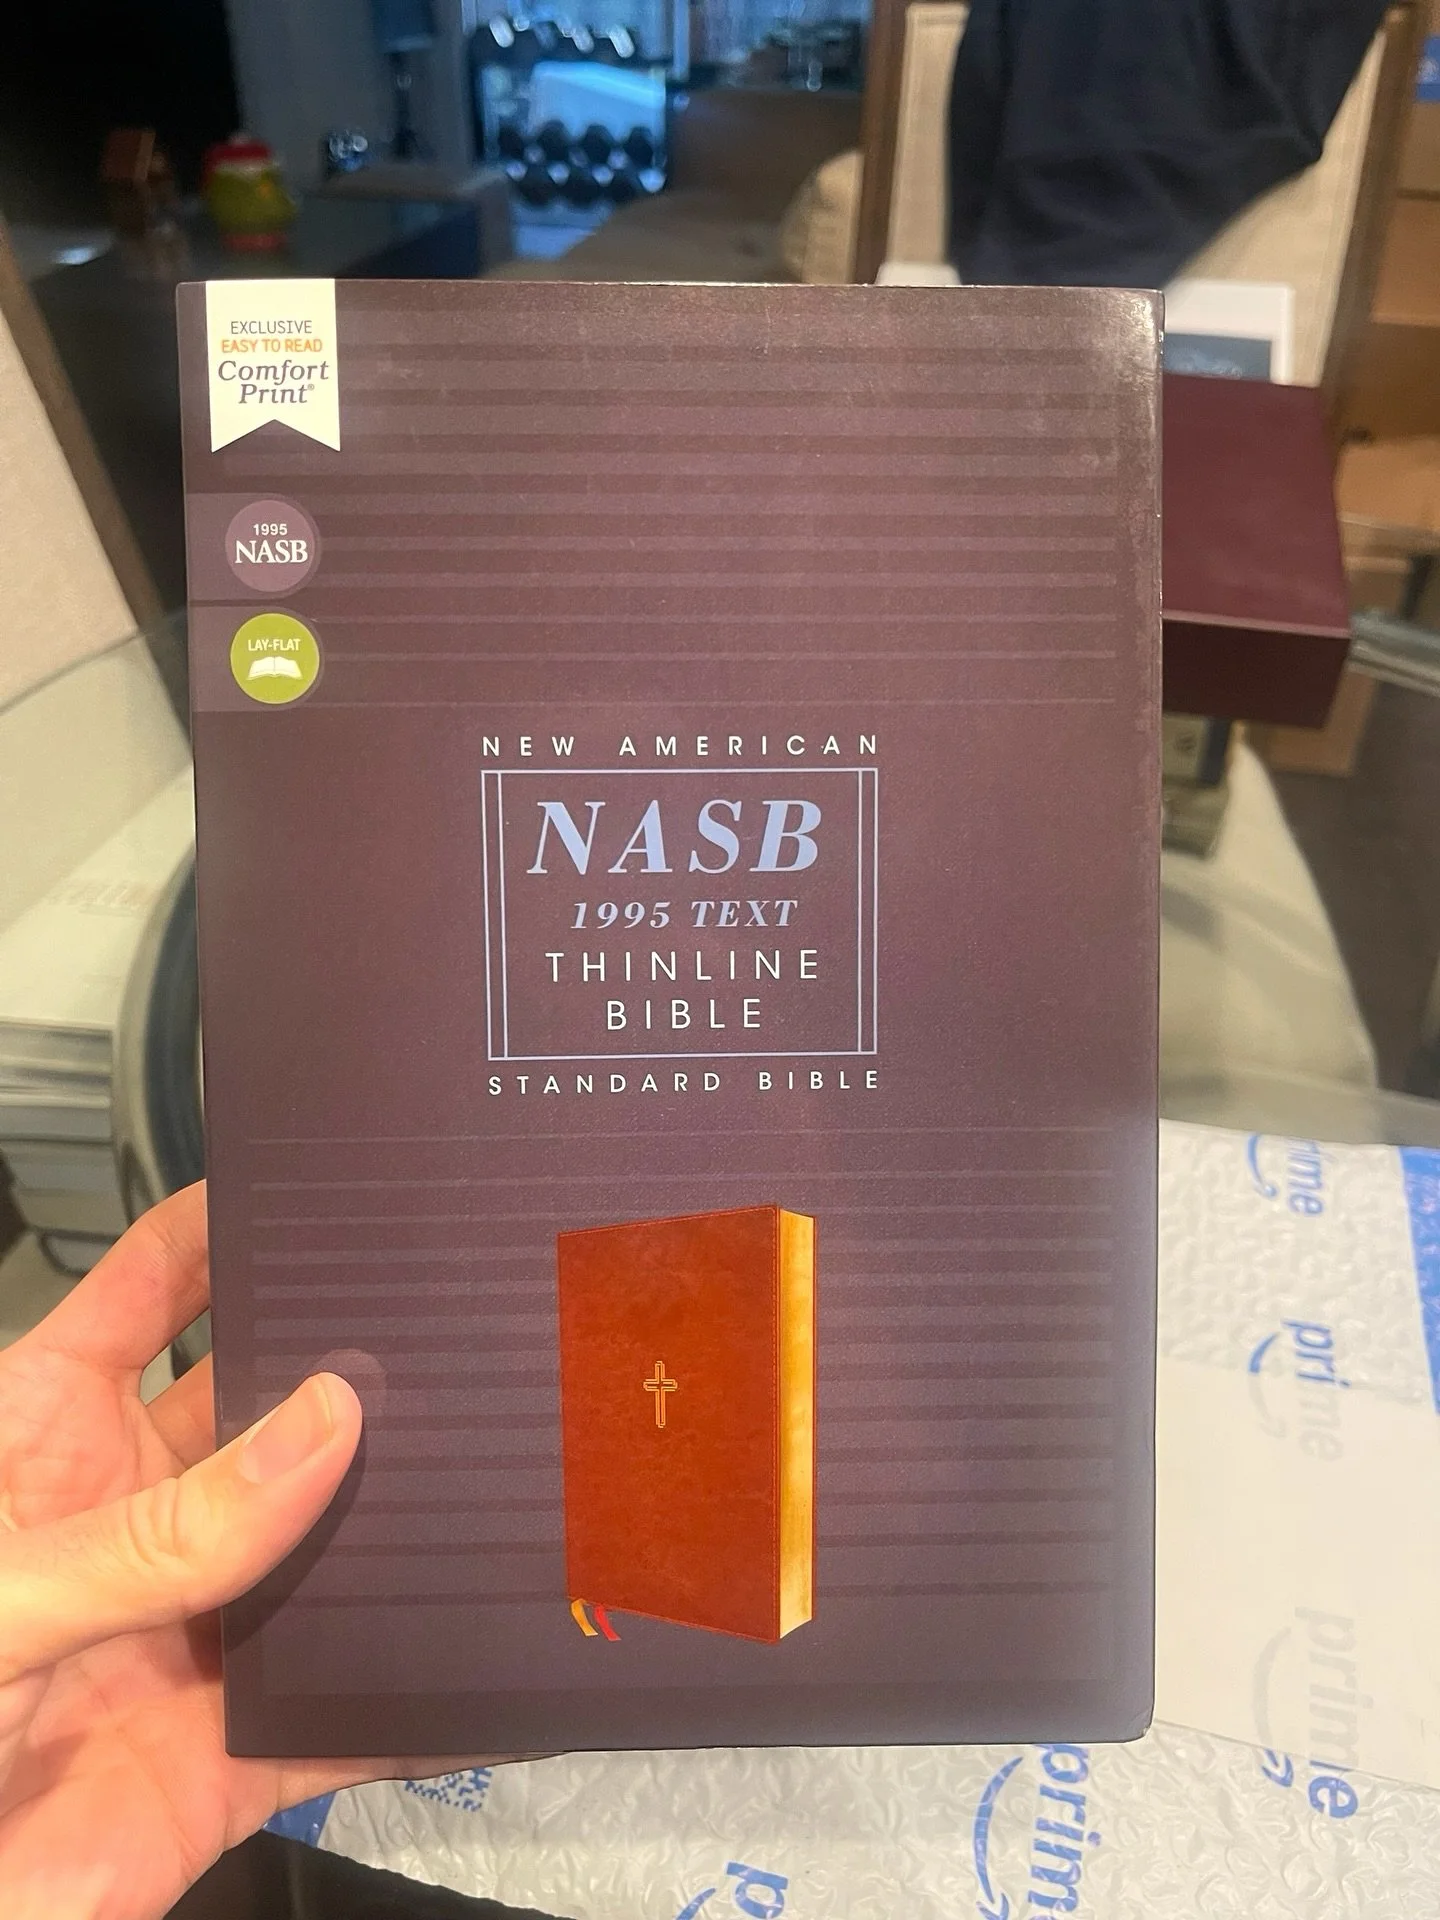 EXCLUSIVE
EASY TO READ
Comfort
Print®
1995
NASB
LAY-FLAT
NEW AMERICAN
NASB
1995 TEXT
THINLINE
BIBLE
STANDARD BIBLE
prime
prime
prime
prime
p